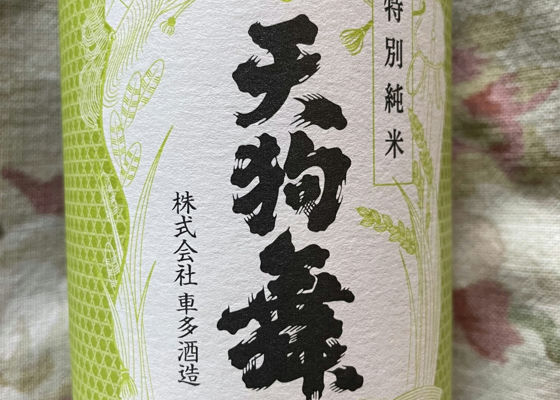 特別純米
天狗舞
株式会社 車多酒造